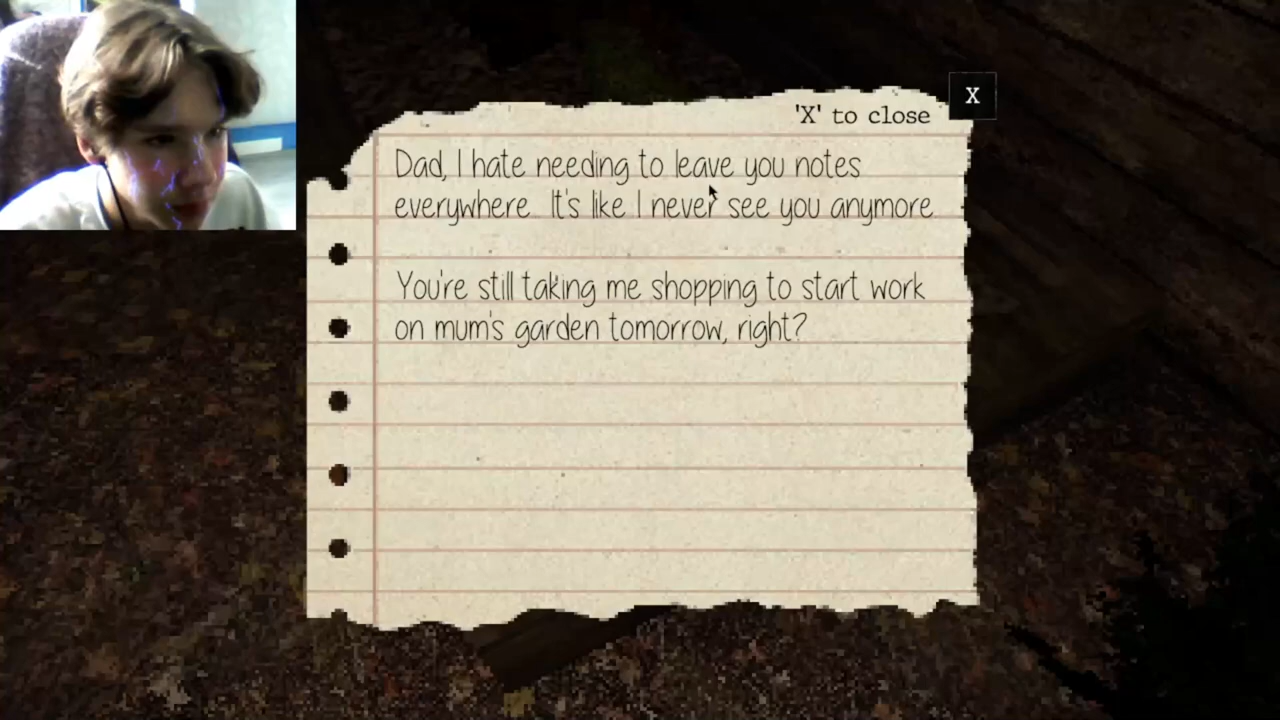 X
'X' to close
Dad, I hate needing to leave you notes
everywhere. It's like I never see you anymore
You're still taking me shopping to start work
on mum's garden tomorrow, right?